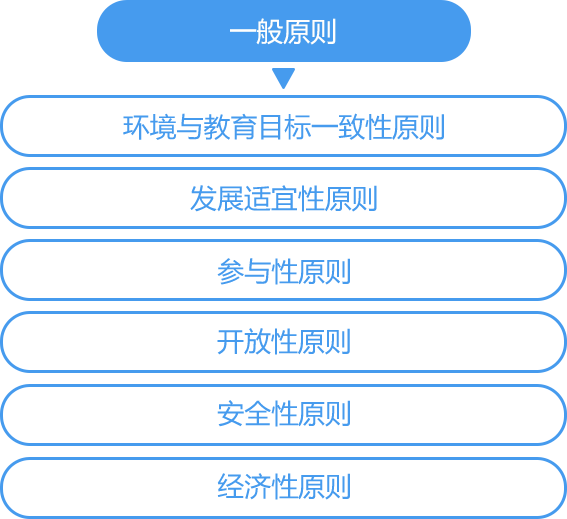 一般原则
环境与教育目标一致性原则
发展适宜性原则
参与性原则
开放性原则
安全性原则
经济性原则